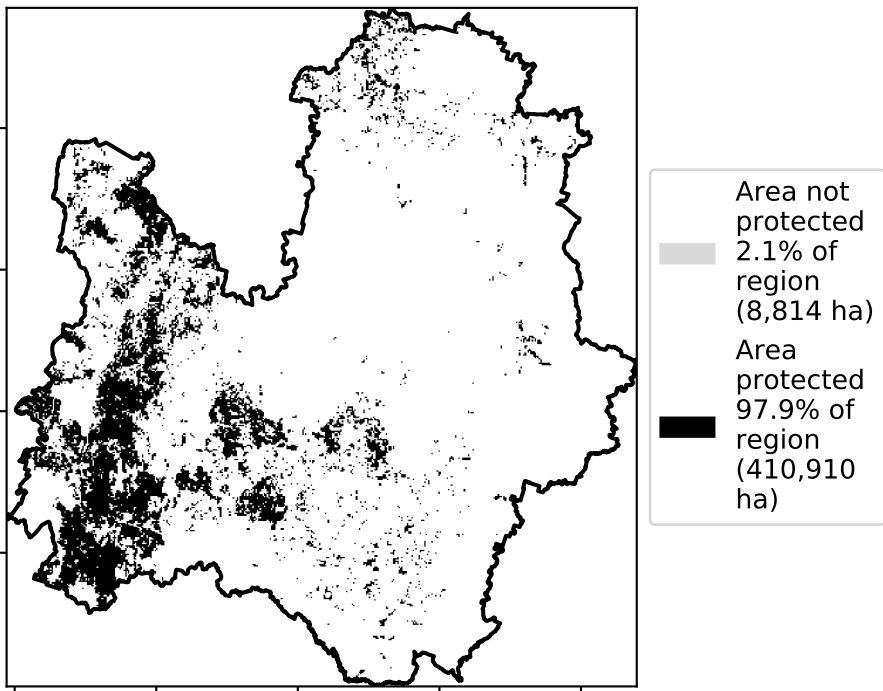 Area not
protected
2.1% of
region
(8,814 ha)
Area
protected
97.9% of
region
(410,910
ha)